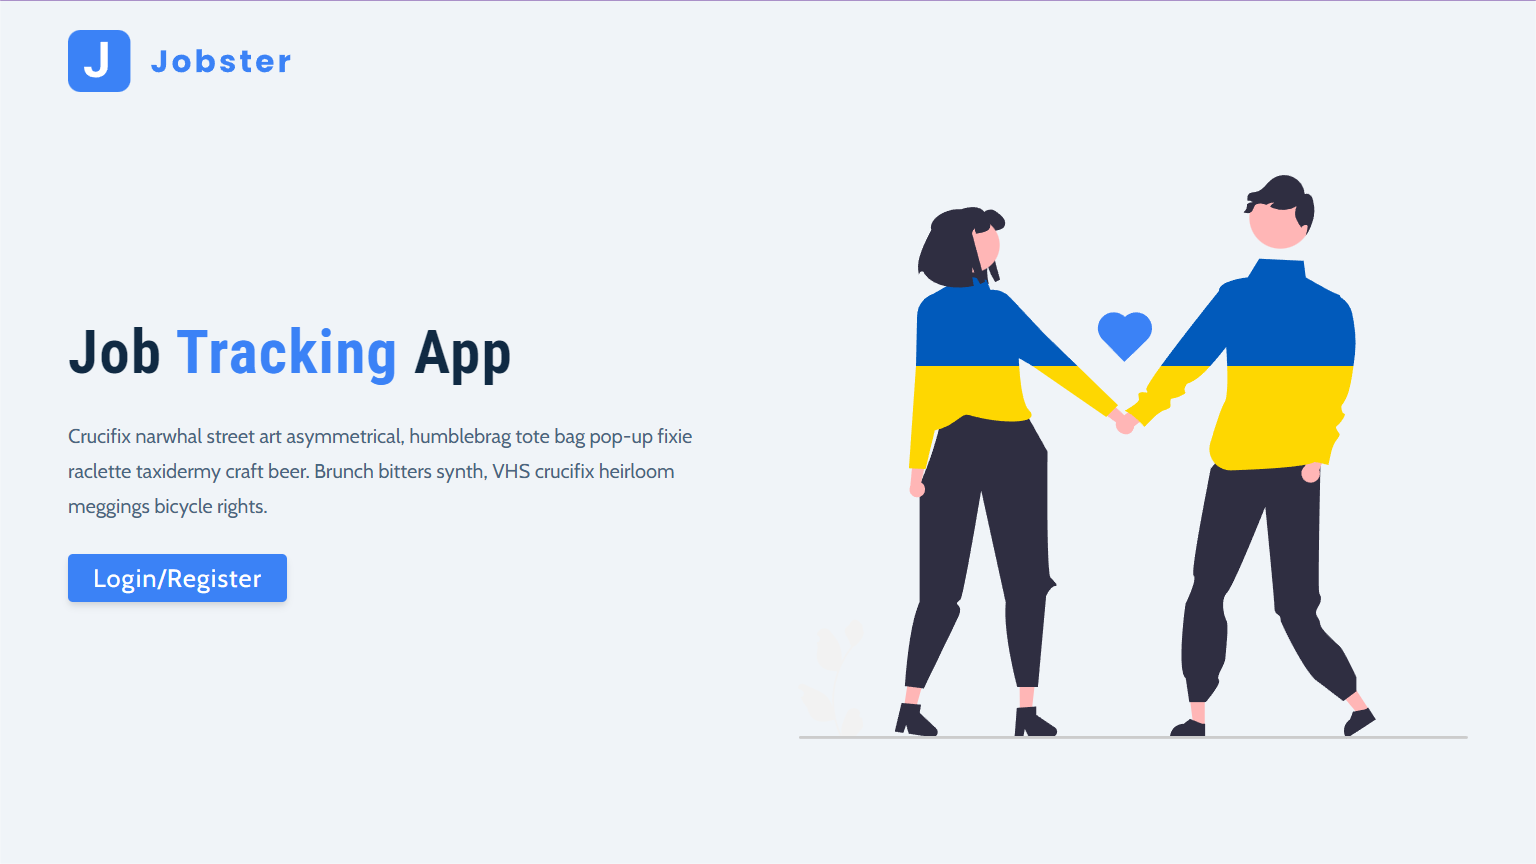 J Jobster
Job Tracking App
Crucifix narwhal street art asymmetrical, humblebrag tote bag pop-up fixie
raclette taxidermy craft beer. Brunch bitters synth, VHS crucifix heirloom
meggings bicycle rights.
Login/Register